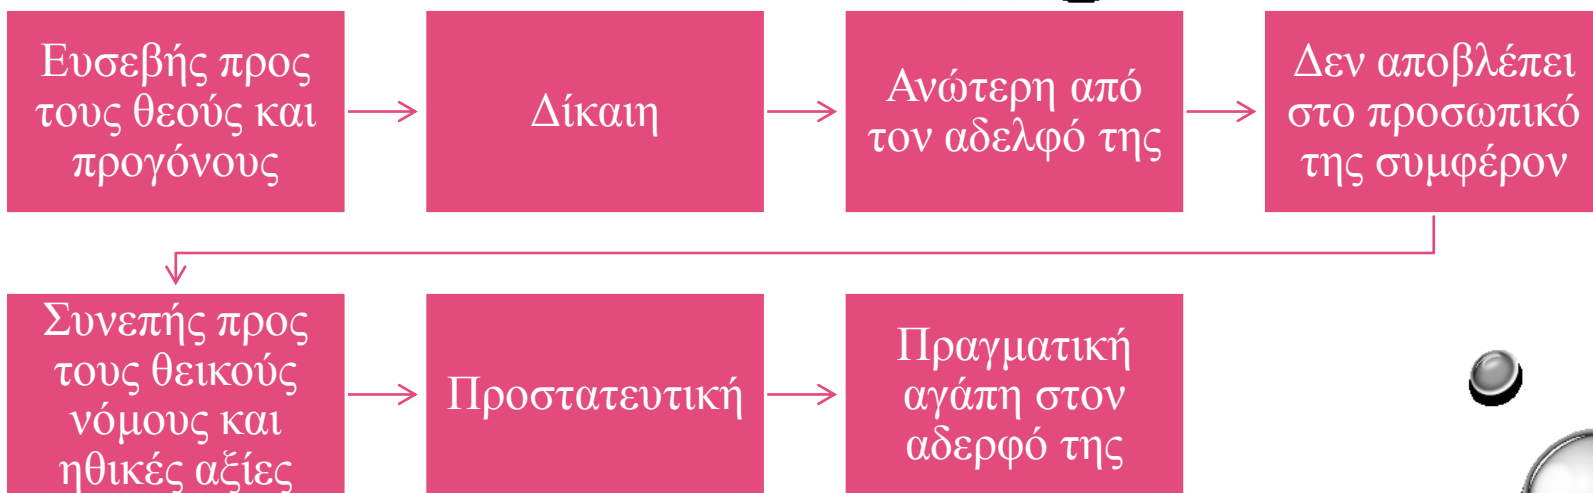 Ευσεβής προς
τους θεούς και
προγόνους
Δίκαιη
Ανώτερη από
τον αδελφό της
Δεν αποβλέπει
στο προσωπικό
της συμφέρον
Συνεπής προς
τους θεικούς
νόμους και
ηθικές αξίες
Προστατευτική
Πραγματική
αγάπη στον
αδερφό της